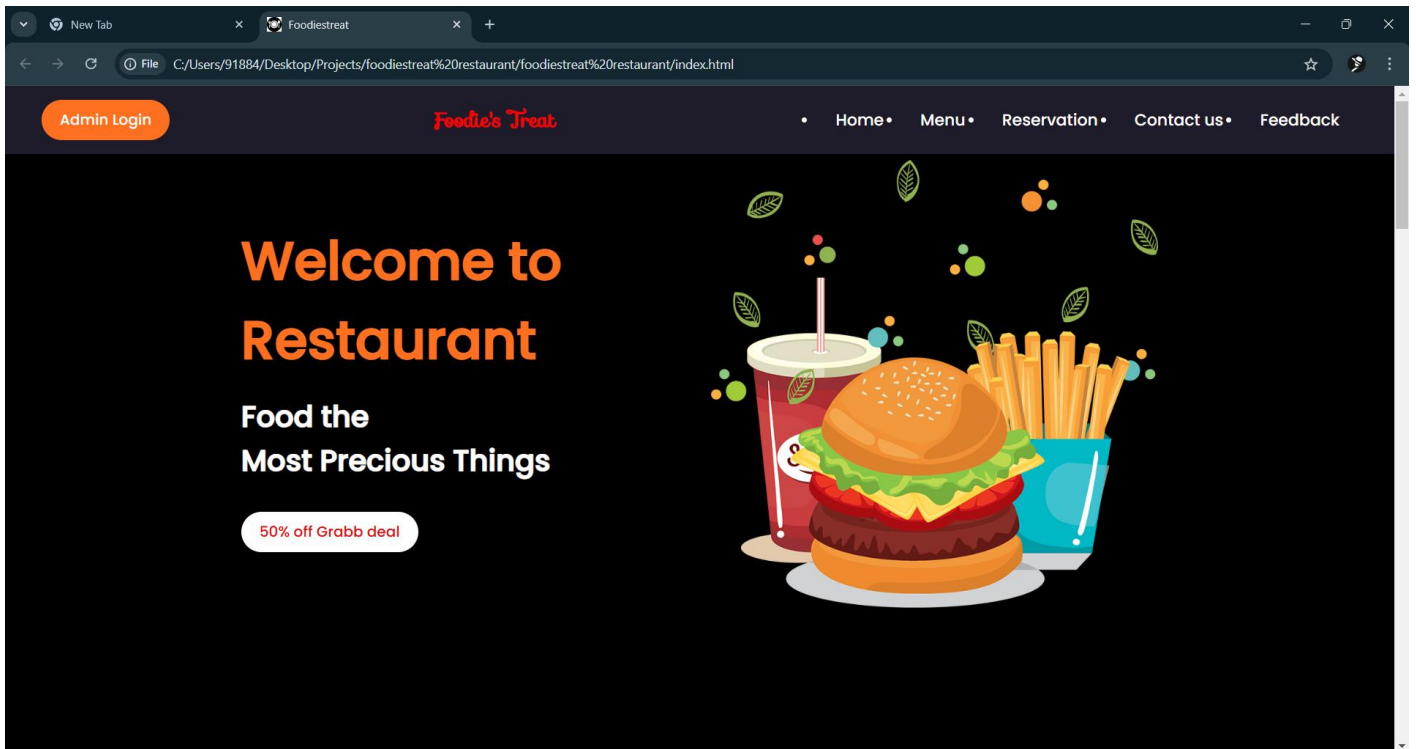 New Tab
Foodiestreat
File C:/Users/91884/Desktop/Projects/foodiestreat%20restaurant/foodiestreat%20restaurant/index.html
Admin Login Foodie's Treat • Home• Menu• Reservation• Contact us• Feedback
Welcome to
Restaurant
Food the
Most Precious Things
50% off Grabb deal